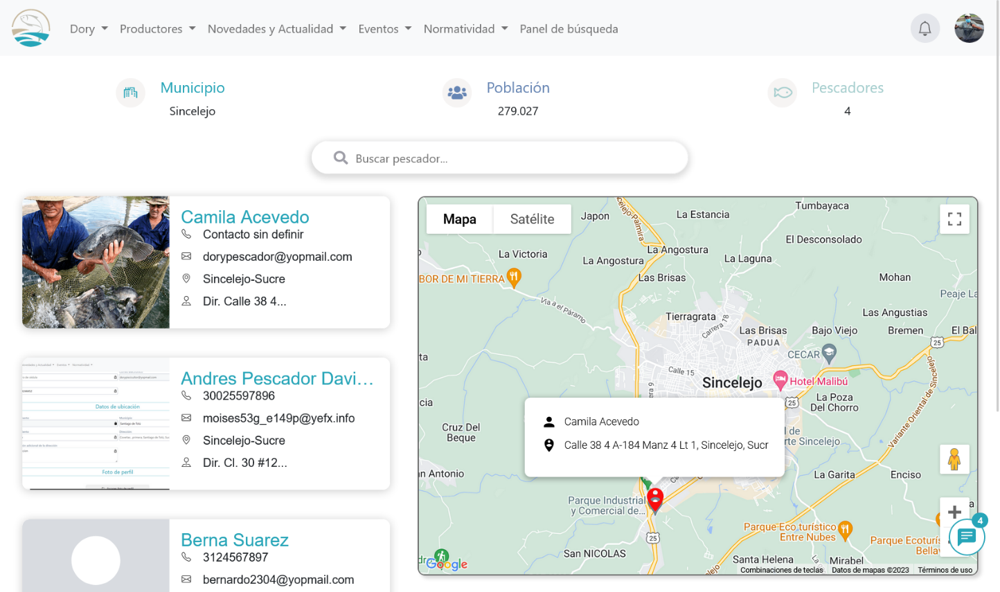 Dory
Productores
Novedades y Actualidad
Eventos
Normatividad
Panel de búsqueda
Municipio
Sincelejo
Población
279.027
Pescadores
4
Buscar pescador...
Camila Acevedo
Contacto sin definir
dorypescador@yopmail.com
Sincelejo-Sucre
Dir. Calle 38 4...
Andres Pescador Davi...
30025597896
moises53g_e149p@yefx.info
Sincelejo-Sucre
Dir. Cl. 30 #12...
Datos de ubicación
Foto de perfil
Berna Suarez
3124567897
bernardo2304@yopmail.com
Mapa
Satélite
Japon
La Estancia
Tumbayaca
El Desconsolado
La Victoria
La Angostura
La Angostura
La Laguna
BOR DE MI TIERRA
Las Brisas
Mohan
Peaje La
Vía a el Páramo
Tierragrata
Carrera 18
Las Angustias
Las Brisas
Bajo Viejo
Bremen
El Bal
PADUA
25
CECAR
Calle 15
Sincelejo
Hotel Malibú
Variante Oriental de Sincelejo
25
La Poza
Del Chorro
Cruz Del
Beque
Camila Acevedo
Calle 38 4 A-184 Manz 4 Lt 1, Sincelejo, Sucr
rte Sincelejo
n Antonio
La Garita
Enciso
Parque Industrial
y Comercial de...
25
Parque Eco turístico
Entre Nubes
Parque Ecoturís
Bella
San NICOLAS
Santa Helena
Mirabel
Google
Combinaciones de teclas
Datos de mapas ©2023
Términos de uso
4